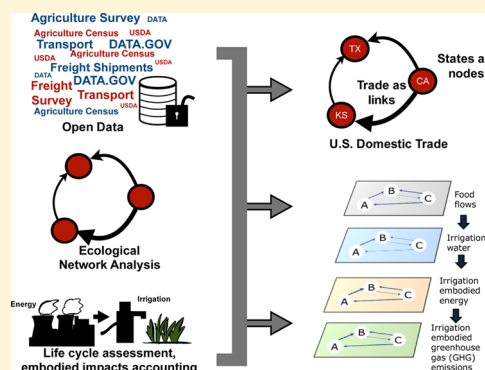 Agriculture Survey DATA
Agriculture Census USDA
Transport DATA.GOV
USDA Agriculture Census
Freight Shipments USDA
DATA DATA.GOV
Freight Transport
Survey USDA
Agriculture Census
Open Data
TX
CA
KS
States a
nodes
Trade as
links
U.S. Domestic Trade
Ecological
Network Analysis
Energy
Irrigation
Life cycle assessment,
embodied impacts accounting
A B C
Food
flows
A B C
Irrigation
water
A B C
Irrigation
embodied
energy
A B C
Irrigation
embodied
greenhouse
gas (GHG)
emissions